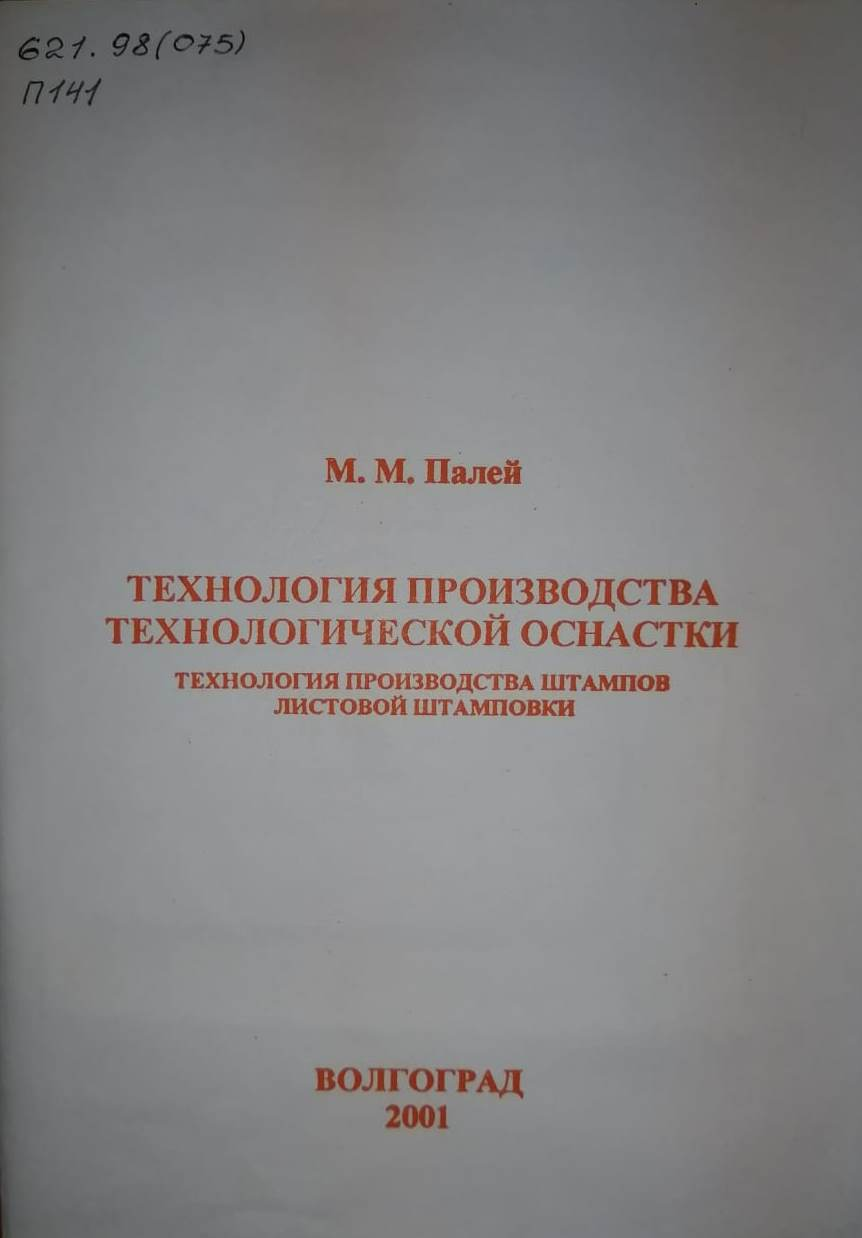 621.98(075)
П141
М. М. Палей
ТЕХНОЛОГИЯ ПРОИЗВОДСТВА
ТЕХНОЛОГИЧЕСКОЙ ОСНАСТКИ
ТЕХНОЛОГИЯ ПРОИЗВОДСТВА ШТАМПОВ
ЛИСТОВОЙ ШТАМПОВКИ
ВОЛГОГРАД
2001